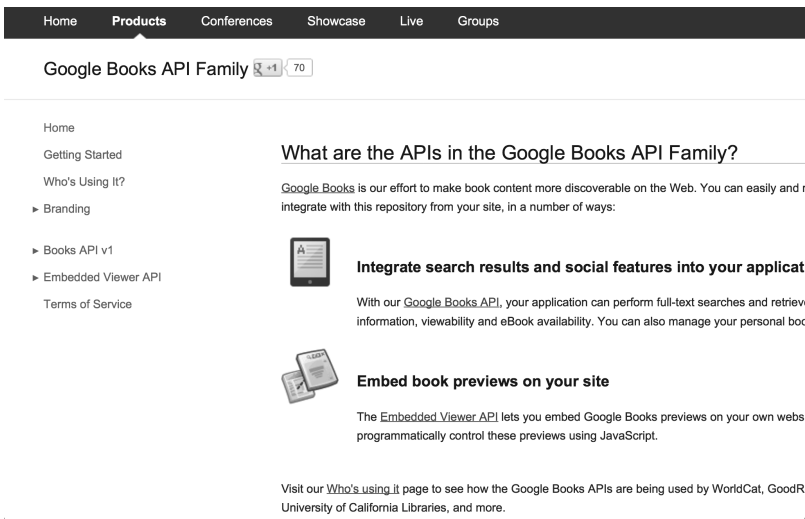 Home Products Conferences Showcase Live Groups
Google Books API Family +1 70
Home
Getting Started
Who's Using It?
Branding
Books API v1
Embedded Viewer API
Terms of Service
What are the APIs in the Google Books API Family?
Google Books is our effort to make book content more discoverable on the Web. You can easily and
integrate with this repository from your site, in a number of ways:
Integrate search results and social features into your applicat
With our Google Books API, your application can perform full-text searches and retrieve
information, viewability and eBook availability. You can also manage your personal boo
Embed book previews on your site
The Embedded Viewer API lets you embed Google Books previews on your own webs
programmatically control these previews using JavaScript.
Visit our Who's using it page to see how the Google Books APIs are being used by WorldCat, GoodR
University of California Libraries, and more.